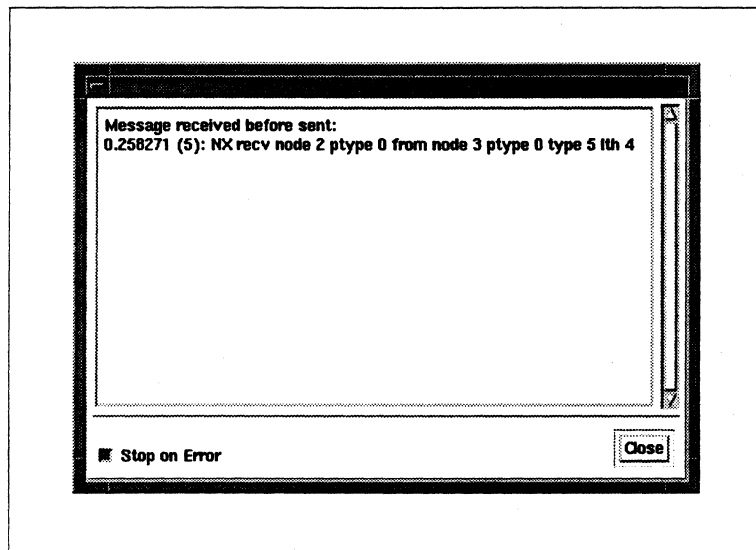 Message received before sent:
0.258271 (5): NX recv node 2 ptype 0 from node 3 ptype 0 type 5 lth 4
Stop on Error
Close